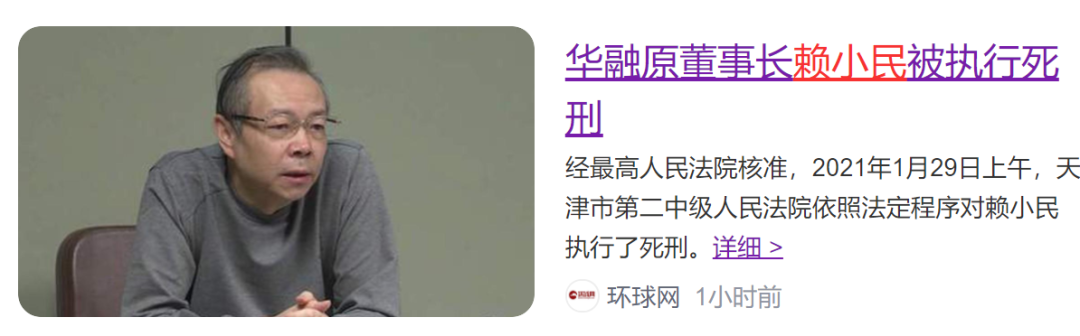 华融原董事长赖小民被执行死
刑
经最高人民法院核准，2021年1月29日上午，天
津市第二中级人民法院依照法定程序对赖小民
执行了死刑。详细 >
环球网 1小时前